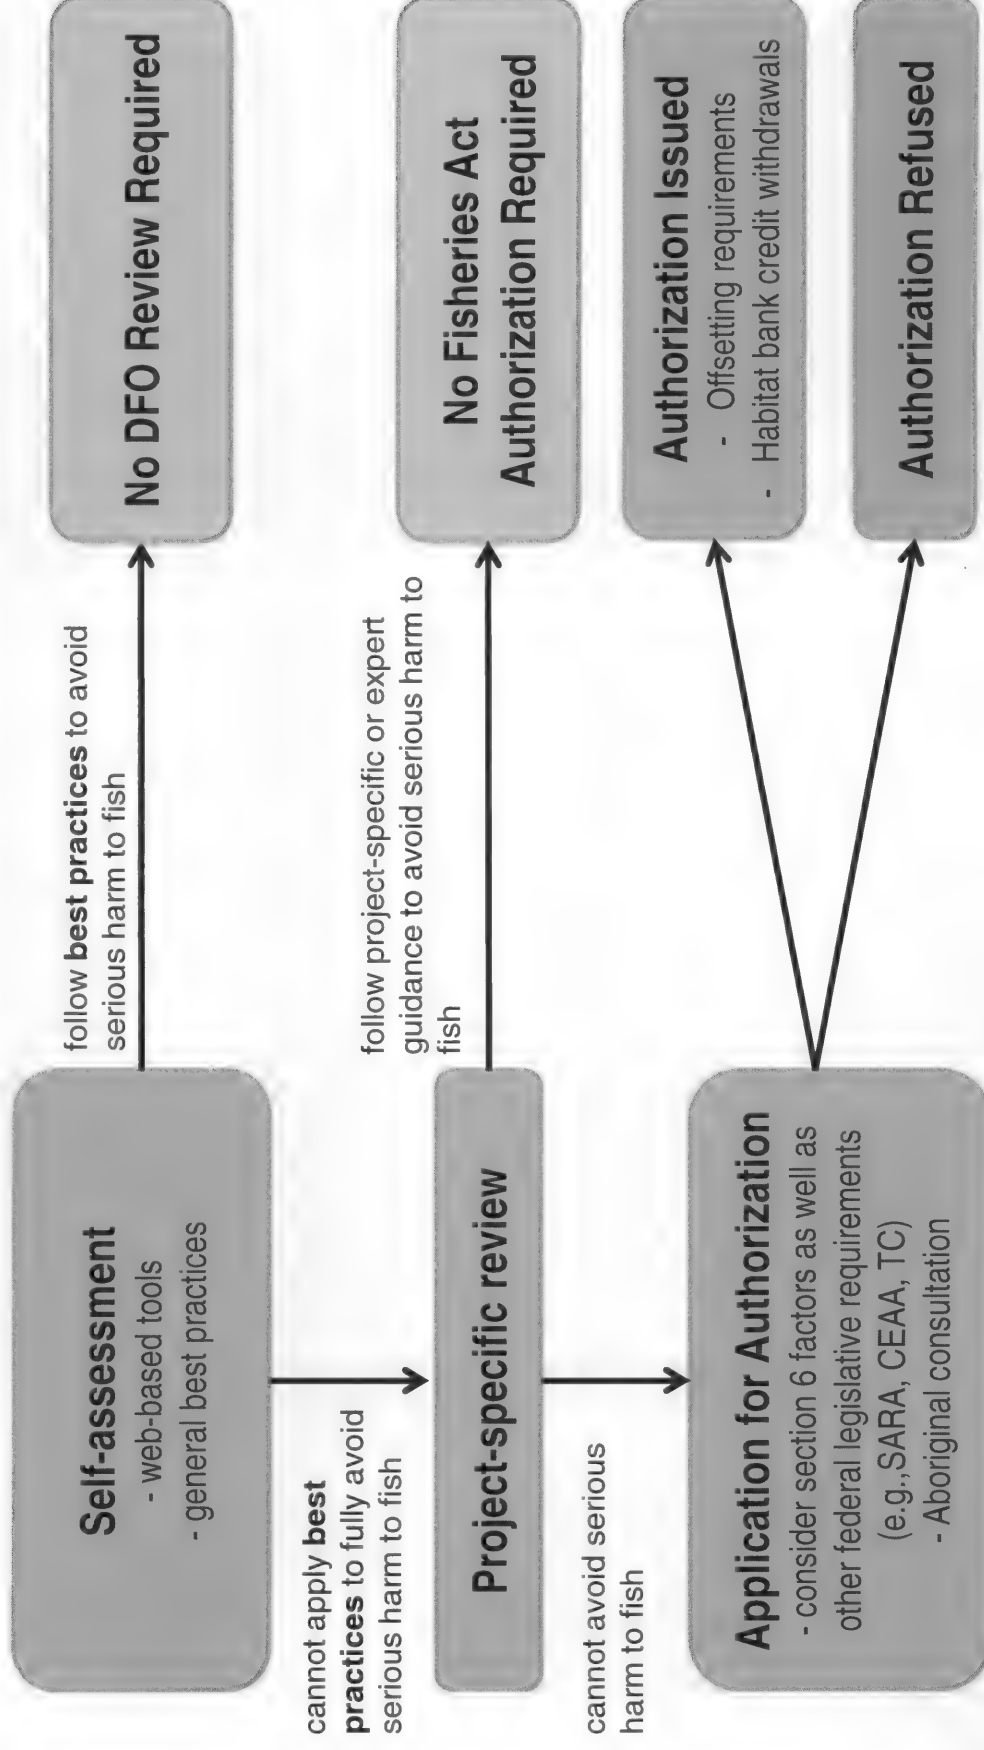 Self-assessment
- web-based tools
- general best practices
follow best practices to avoid
serious harm to fish
No DFO Review Required
cannot apply best
practices to fully avoid
serious harm to fish
Project-specific review
follow project-specific or expert
guidance to avoid serious harm to
fish
No Fisheries Act
Authorization Required
cannot avoid serious
harm to fish
Application for Authorization
- consider section 6 factors as well as
other federal legislative requirements
(e.g.,SARA, CEAA, TC)
- Aboriginal consultation
Authorization Issued
- Offsetting requirements
- Habitat bank credit withdrawals
Authorization Refused